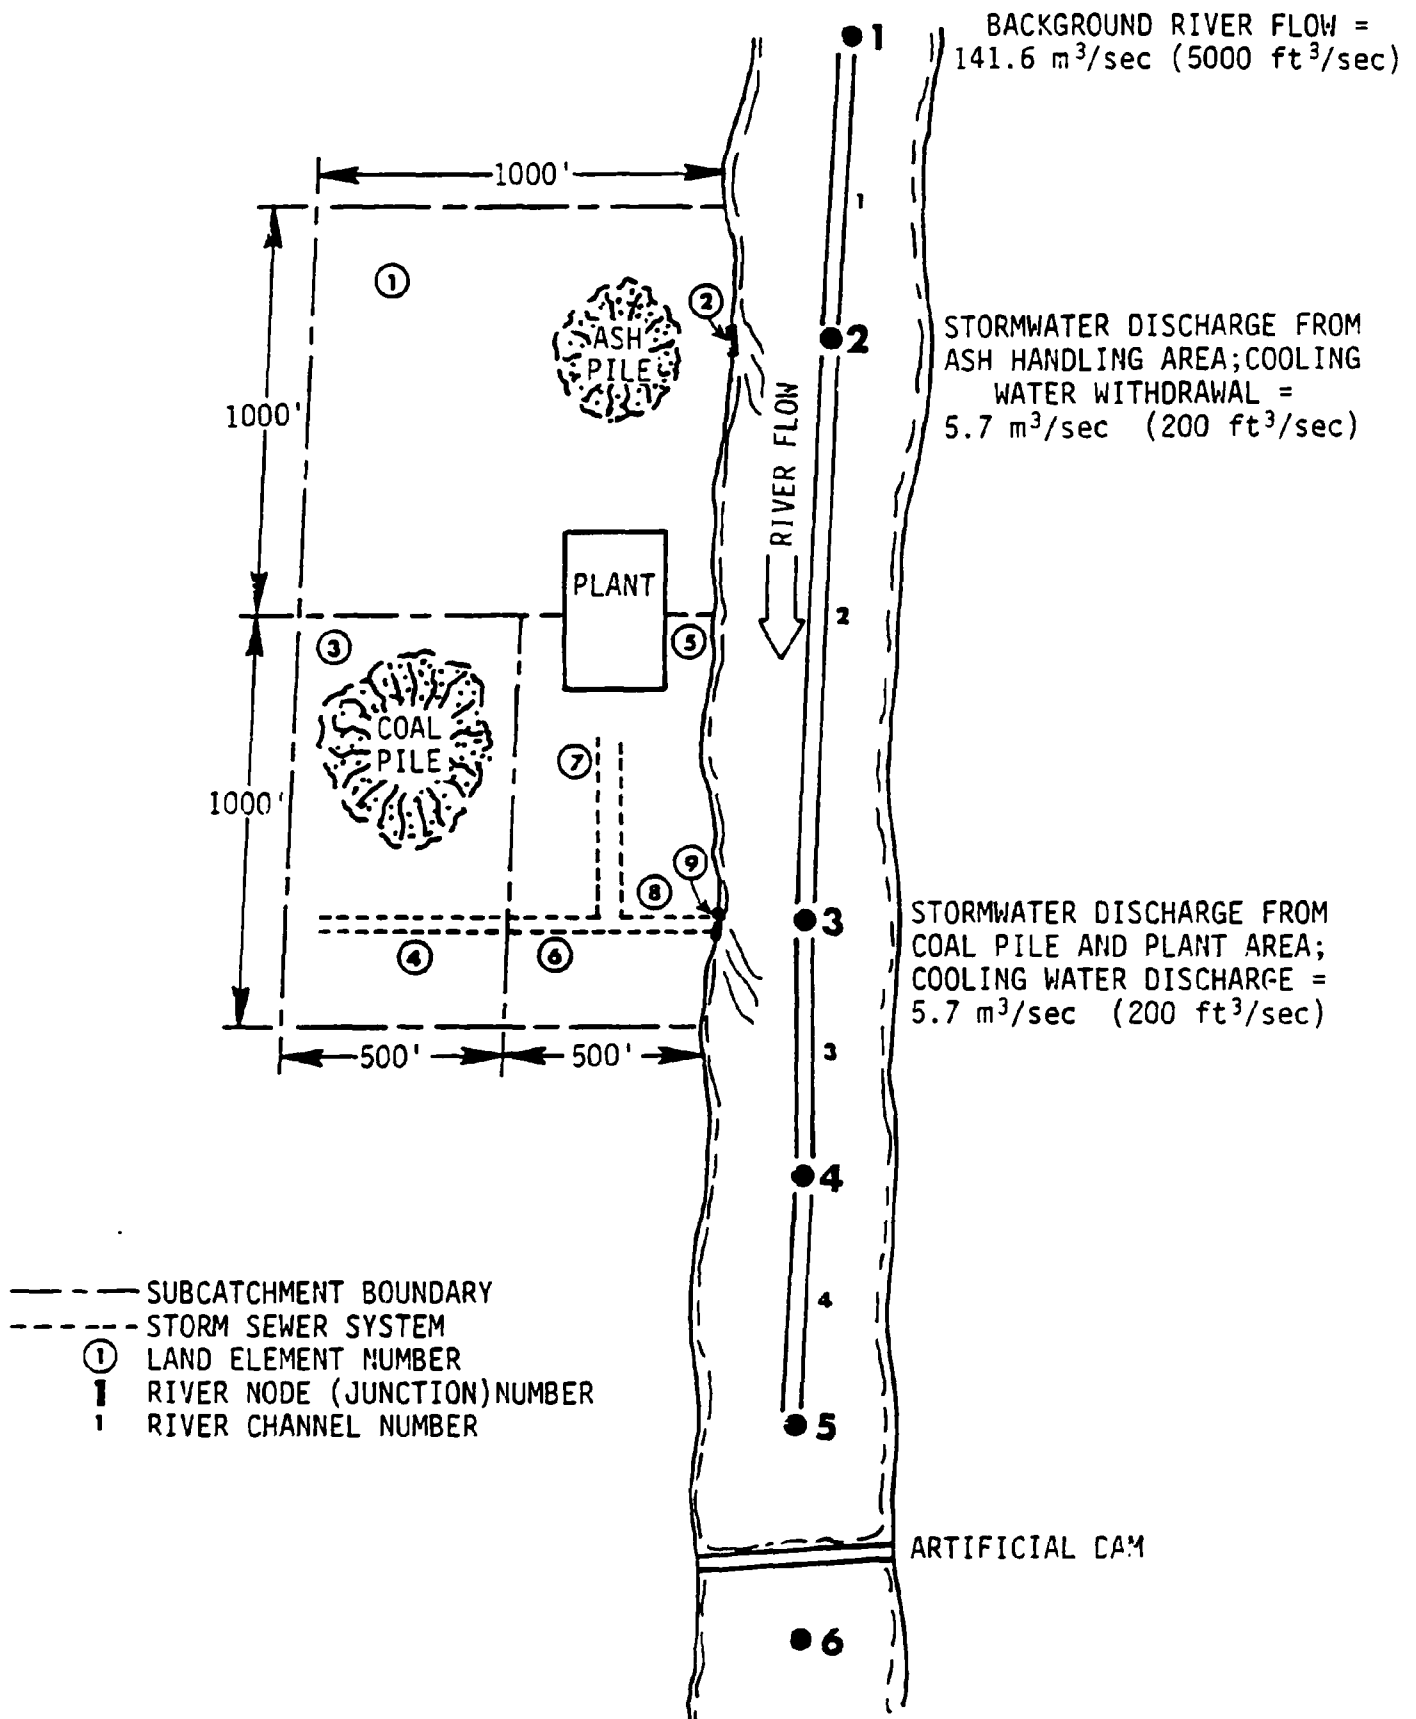 1
BACKGROUND RIVER FLOW =
141.6 m³/sec (5000 ft³/sec)
1000'
1
1
2
ASH
PILE
2
STORMWATER DISCHARGE FROM
ASH HANDLING AREA;COOLING
WATER WITHDRAWAL =
5.7 m³/sec (200 ft³/sec)
1000'
RIVER FLOW
PLANT
2
3
5
COAL
PILE
7
1000'
9
8
3
STORMWATER DISCHARGE FROM
COAL PILE AND PLANT AREA;
COOLING WATER DISCHARGE =
5.7 m³/sec (200 ft³/sec)
4
6
3
500'
500'
4
SUBCATCHMENT BOUNDARY
STORM SEWER SYSTEM
1 LAND ELEMENT NUMBER
1 RIVER NODE (JUNCTION)NUMBER
1 RIVER CHANNEL NUMBER
4
5
ARTIFICIAL DAM
6